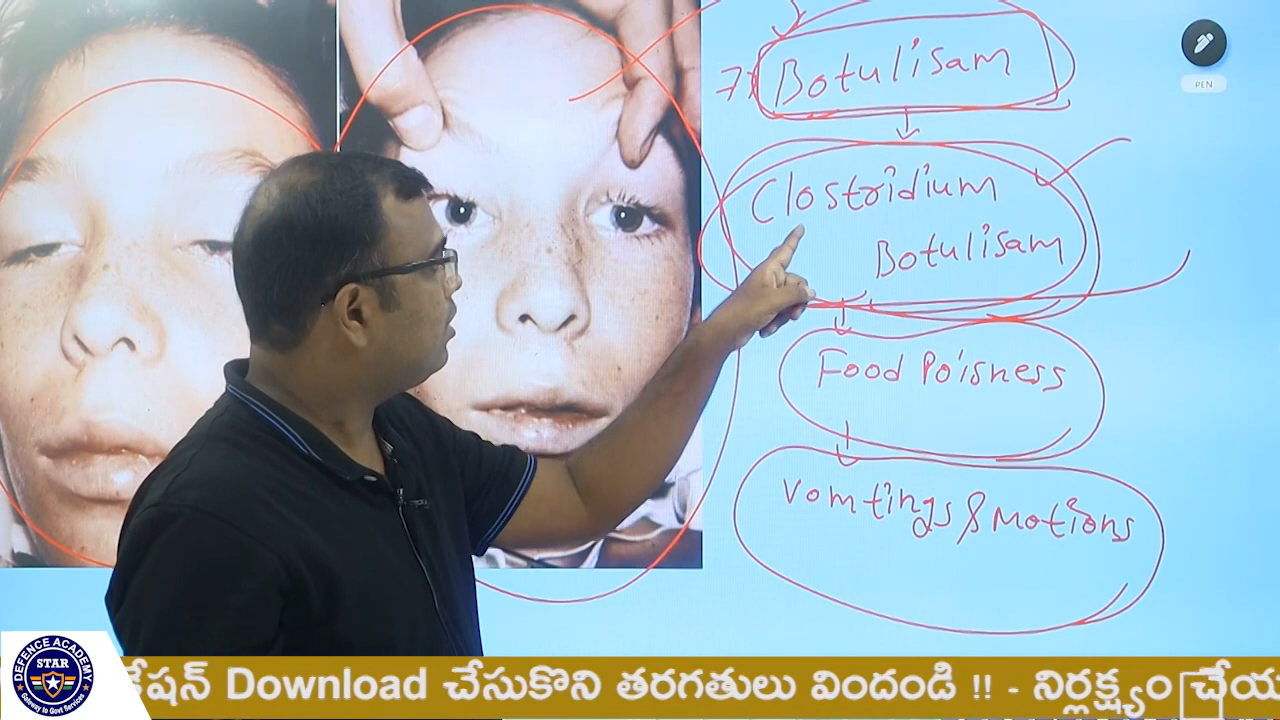 7) Botulisam
Clostridium
Botulisam
Food Poisness
Vomtings & Motions
PEN
DEFENCE ACADEMY
STAR
Gateway to Govt Services
కేషన్ Download చేసుకొని తరగతులు వినండి !! - నిర్లక్ష్యం చేయ